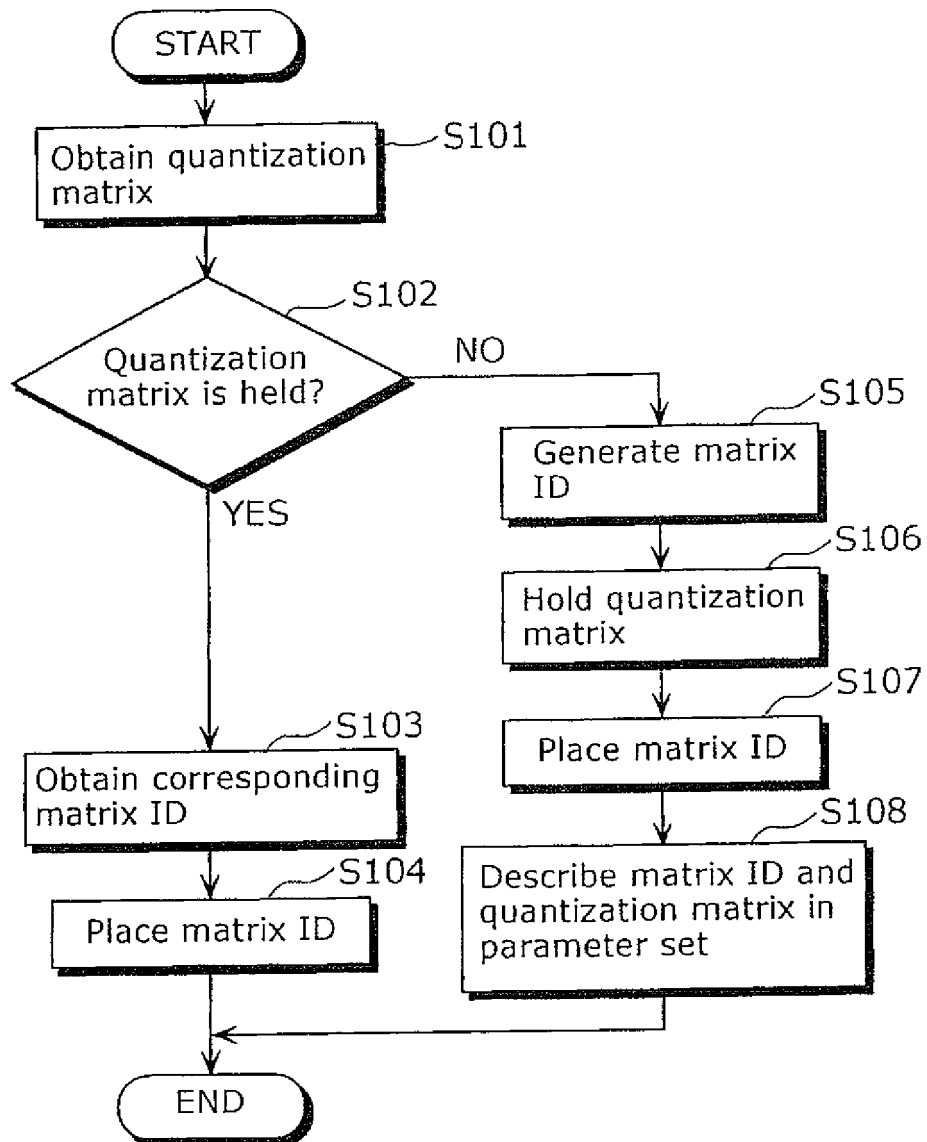 START
S101
Obtain quantization
matrix
S102
Quantization
matrix is held?
NO
YES
S105
Generate matrix
ID
S106
Hold quantization
matrix
S107
Place matrix ID
S108
Describe matrix ID and
quantization matrix in
parameter set
S103
Obtain corresponding
matrix ID
S104
Place matrix ID
END